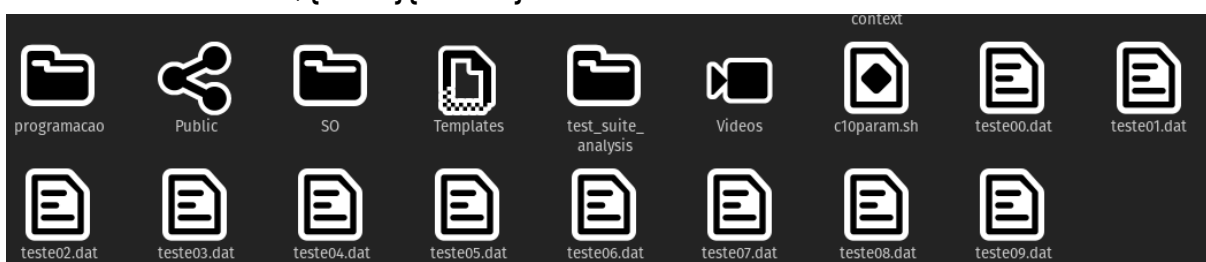 context
programacao
Public
SO
Templates
test_suite_
analysis
Videos
c10param.sh
teste00.dat
teste01.dat
teste02.dat
teste03.dat
teste04.dat
teste05.dat
teste06.dat
teste07.dat
teste08.dat
teste09.dat